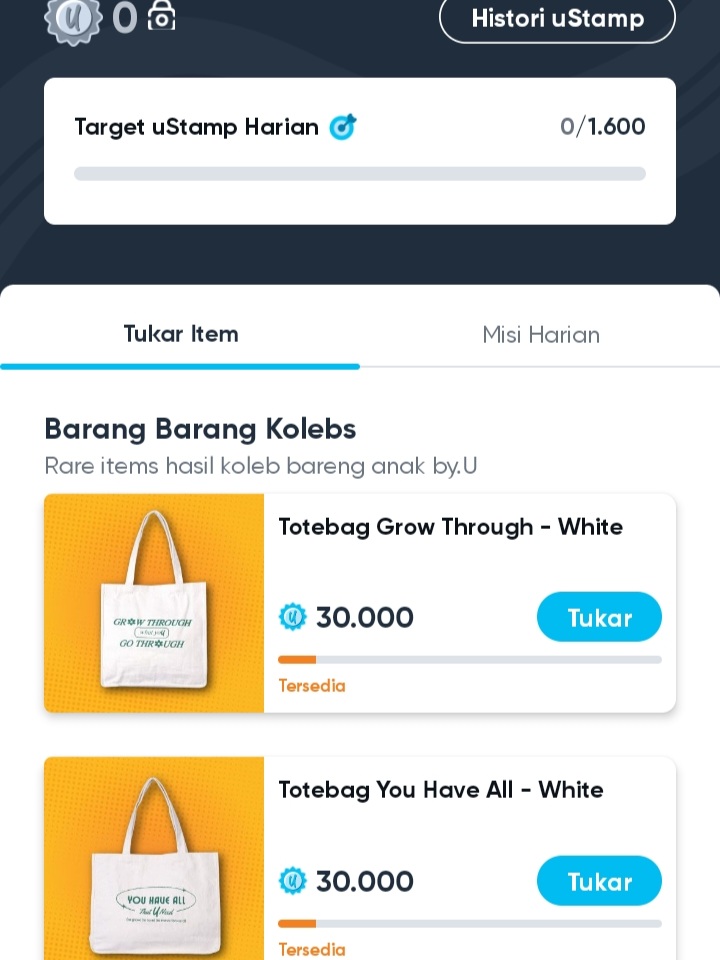 0
Histori uStamp
Target uStamp Harian
0/1.600
Tukar Item
Misi Harian
Barang Barang Kolebs
Rare items hasil koleb bareng anak by.U
Totebag Grow Through - White
GROW THROUGH
what you
GO THROUGH
30.000
Tukar
Tersedia
Totebag You Have All - White
YOU HAVE ALL
That U Need
30.000
Tukar
Tersedia